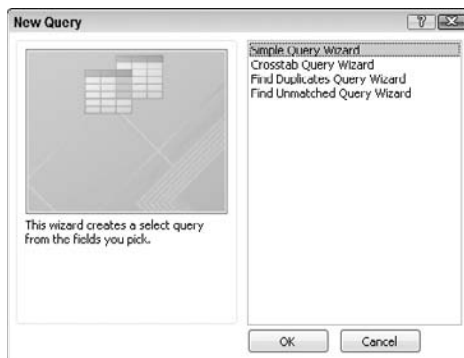 New Query
Simple Query Wizard
Crosstab Query Wizard
Find Duplicates Query Wizard
Find Unmatched Query Wizard
This wizard creates a select query
from the fields you pick.
OK
Cancel